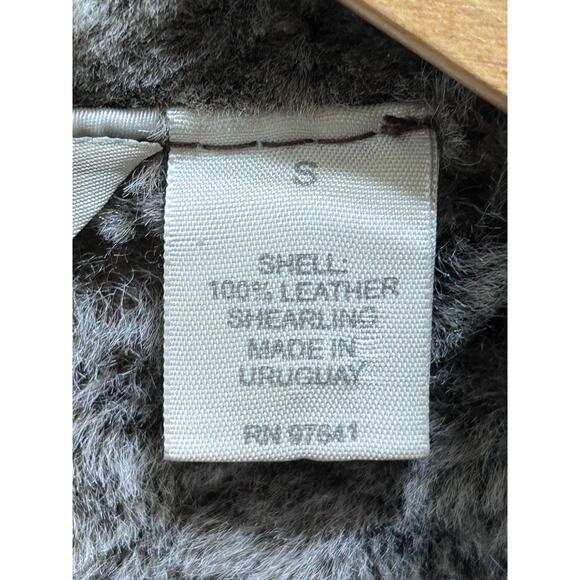 S
SHELL:
100% LEATHER
SHEARLING
MADE IN
URUGUAY
RN 97641